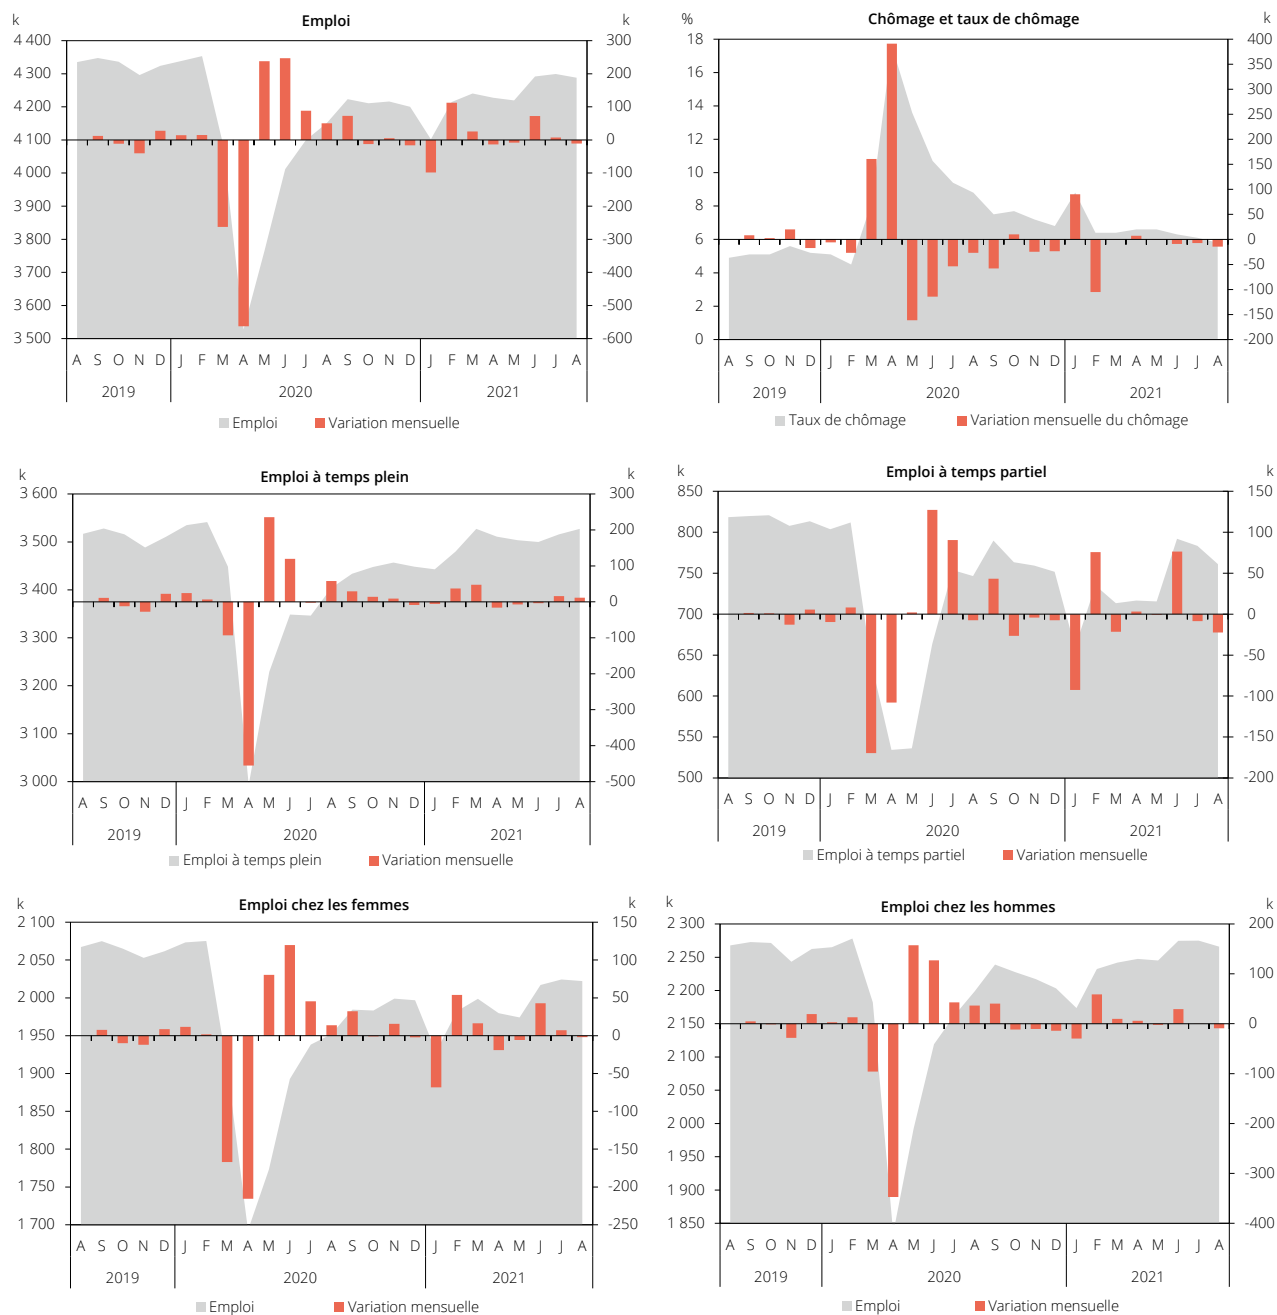 Emploi
k k
4 400 300
4 300 200
4 200 100
4 100 0
4 000 -100
3 900 -200
3 800 -300
3 700 -400
3 600 -500
3 500 -600
A S O N D J F M A M J J A S O N D J F M A M J J A
2019 2020 2021
Emploi Variation mensuelle
Chômage et taux de chômage
% k
18 400
16 350
14 300
12 250
10 200
8 150
6 100
4 50
2 0
0 -50
-100
-150
-200
A S O N D J F M A M J J A S O N D J F M A M J J A
2019 2020 2021
Taux de chômage Variation mensuelle du chômage
Emploi à temps plein
k k
3 600 300
3 500 200
3 400 100
3 300 0
3 200 -100
3 100 -200
3 000 -300
-400
-500
A S O N D J F M A M J J A S O N D J F M A M J J A
2019 2020 2021
Emploi à temps plein Variation mensuelle
Emploi à temps partiel
k k
850 150
800 100
750 50
700 0
650 -50
600 -100
550 -150
500 -200
A S O N D J F M A M J J A S O N D J F M A M J J A
2019 2020 2021
Emploi à temps partiel Variation mensuelle
Emploi chez les femmes
k k
2 100 150
2 050 100
2 000 50
1 950 0
1 900 -50
1 850 -100
1 800 -150
1 750 -200
1 700 -250
A S O N D J F M A M J J A S O N D J F M A M J J A
2019 2020 2021
Emploi Variation mensuelle
Emploi chez les hommes
k k
2 300 200
2 250 100
2 200 0
2 150 -100
2 100 -200
2 050 -300
2 000 -400
1 950
1 900
1 850
A S O N D J F M A M J J A S O N D J F M A M J J A
2019 2020 2021
Emploi Variation mensuelle